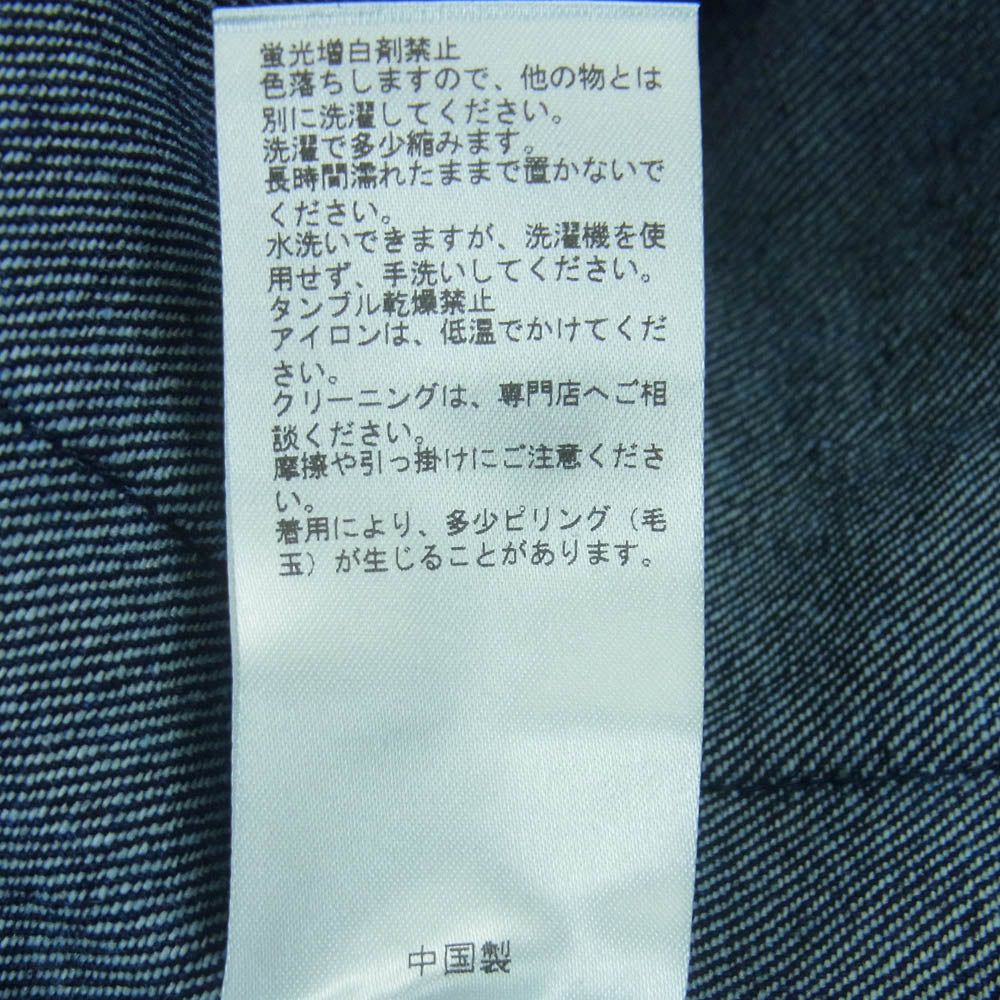 蛍光増白剤禁止
色落ちしますので、他の物とは
別に洗濯してください。
洗濯で多少縮みます。
長時間濡れたままで置かないで
ください。
水洗いできますが、洗濯機を使
用せず、手洗いしてください。
タンブル乾燥禁止
アイロンは、低温でかけてくだ
さい。
クリーニングは、専門店へご相
談ください。
摩擦や引っ掛けにご注意くださ
い。
着用により、多少ピリング（毛
玉）が生じることがあります。
中国製